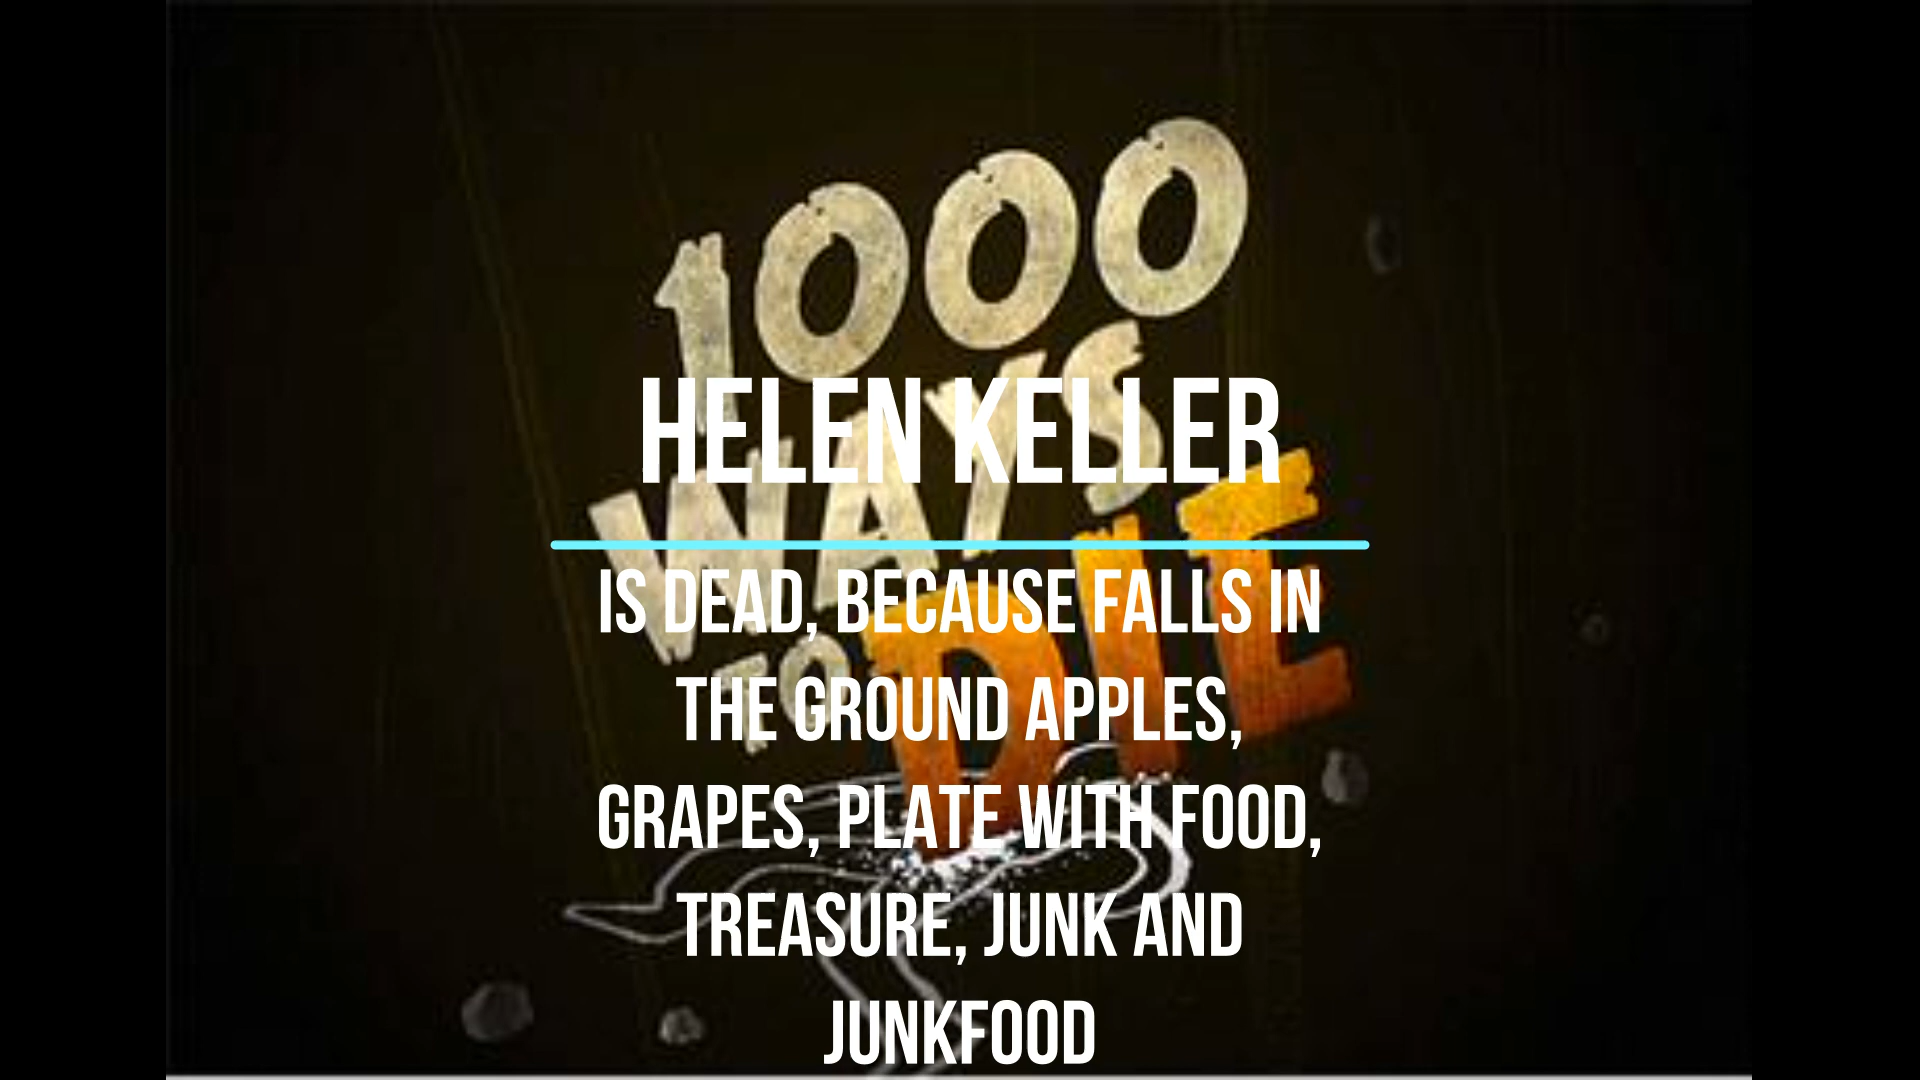 1000
WAYS
TO DIE
HELEN KELLER
IS DEAD, BECAUSE FALLS IN
THE GROUND APPLES,
GRAPES, PLATE WITH FOOD,
TREASURE, JUNK AND
JUNKFOOD